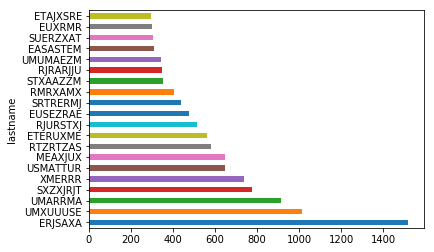 ETAJXSRE
EUXRMR
SUERZXAT
EASASTEM
UMUMAEZM
RJRARJJU
STXAAZZM
RMRXAMX
SRTRERMJ
EUSEZRAE
RJURSTXJ
ETERUXME
RTZRTZAS
MEAXJUX
USMATTUR
XMERRR
SXZXJRJT
UMARRMA
UMXUUUSE
ERJSAXA
lastname
0 200 400 600 800 1000 1200 1400